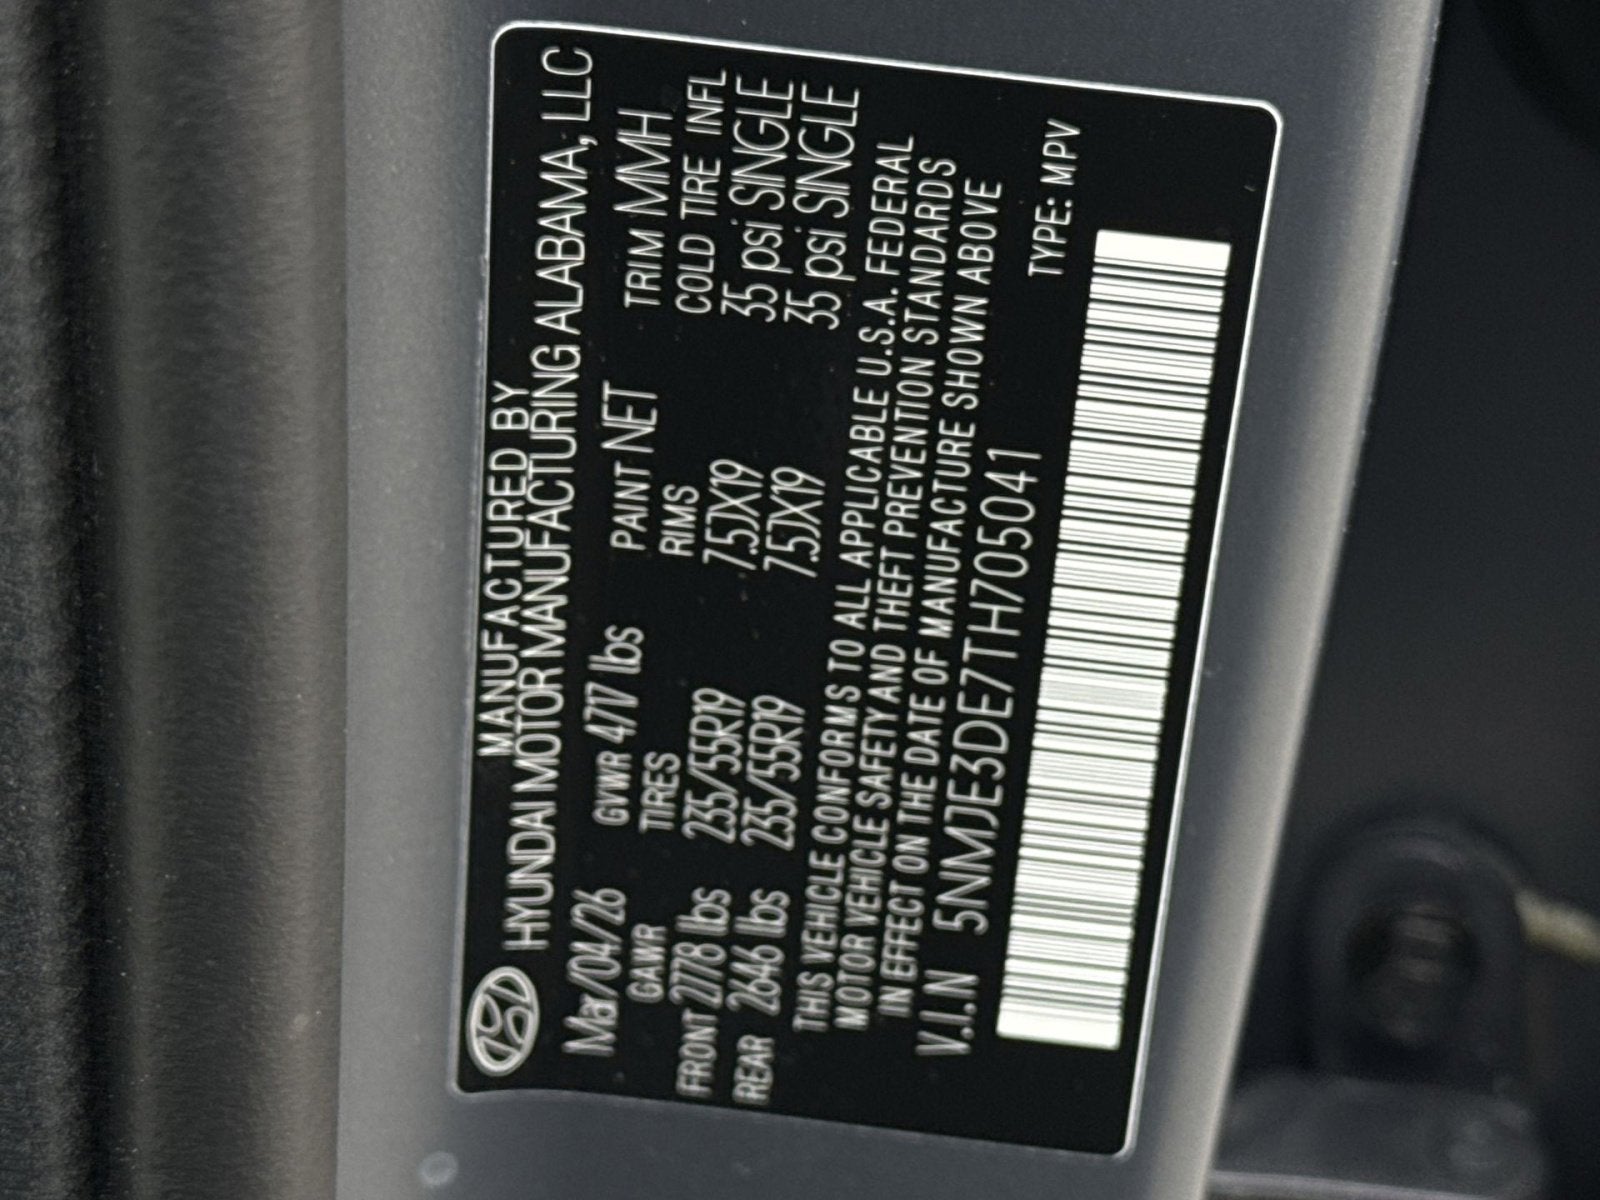 MANUFACTURED BY
HYUNDAI MOTOR MANUFACTURING ALABAMA, LLC
Mar/04/26 GVWR 4717 lbs PAINT NET TRIM MMH
GAWR TIRES RIMS COLD TIRE INFL
FRONT 2778 lbs 235/55R19 7.5JX19 35 psi SINGLE
REAR 2646 lbs 235/55R19 7.5JX19 35 psi SINGLE
THIS VEHICLE CONFORMS TO ALL APPLICABLE U.S.A. FEDERAL
MOTOR VEHICLE SAFETY AND THEFT PREVENTION STANDARDS
IN EFFECT ON THE DATE OF MANUFACTURE SHOWN ABOVE
V.I.N 5NMJE3DE7TH705041 TYPE: MPV